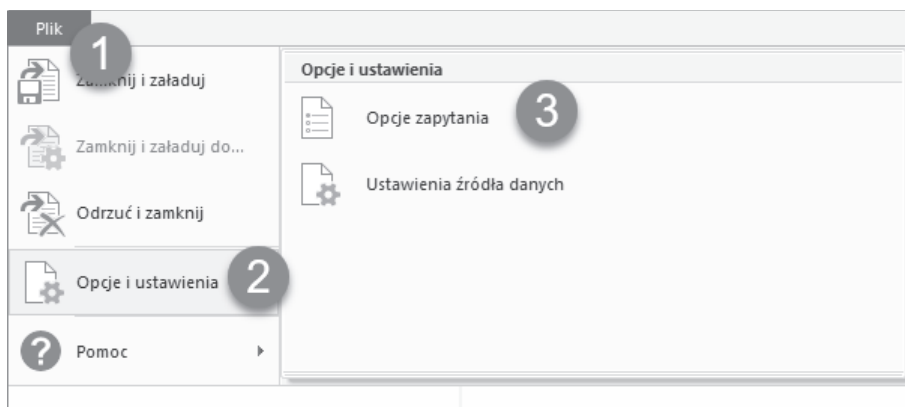 Plik
1
Zamknij i załaduj
Zamknij i załaduj do...
Odrzuć i zamknij
Opcje i ustawienia
2
?
Pomoc
Opcje i ustawienia
Opcje zapytania
3
Ustawienia źródła danych